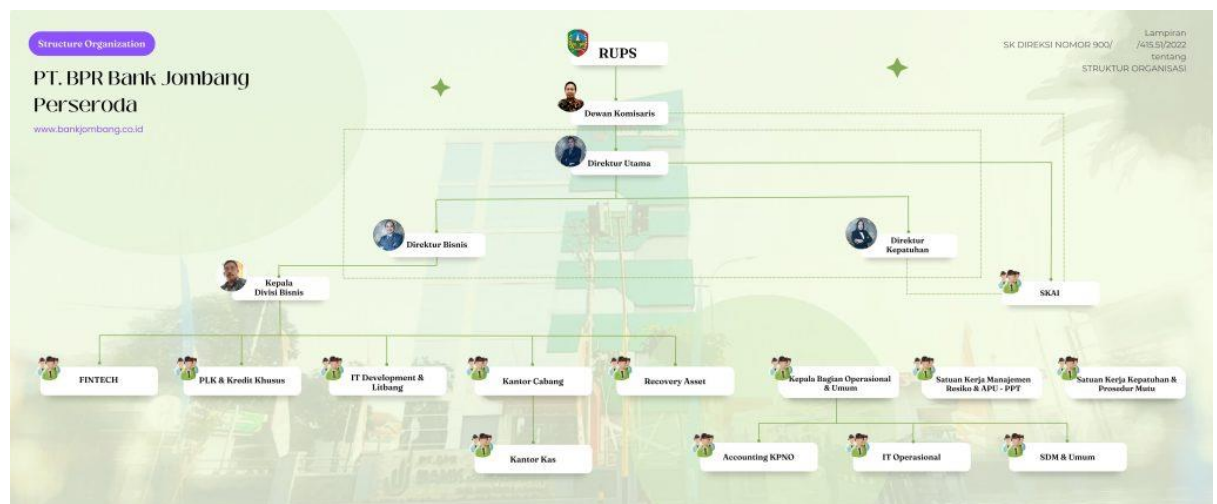 Structure Organization
PT. BPR Bank Jombang
Perseroda
www.bankjombang.co.id
Lampiran
SK DIREKSI NOMOR 900/ /415.51/2022
tentang
STRUKTUR ORGANISASI
RUPS
Dewan Komisaris
Direktur Utama
Direktur Bisnis
Direktur
Kepatuhan
Kepala
Divisi Bisnis
SKAI
FINTECH
PLK & Kredit Khusus
IT Development &
Litbang
Kantor Cabang
Recovery Asset
Kepala Bagian Operasional
& Umum
Satuan Kerja Manajemen
Resiko & APU - PPT
Satuan Kerja Kepatuhan &
Prosedur Mutu
Kantor Kas
Accounting KPNO
IT Operasional
SDM & Umum